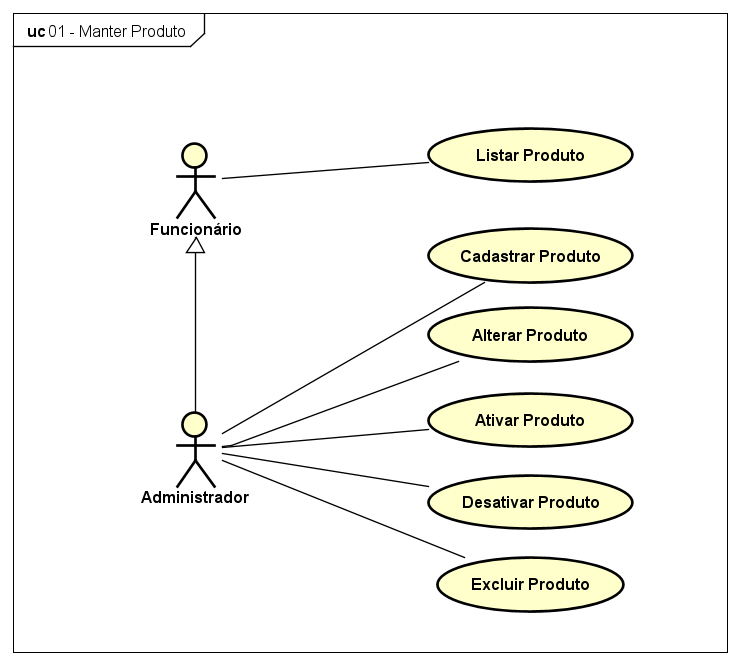 uc 01 - Manter Produto
Listar Produto
Funcionário
Cadastrar Produto
Alterar Produto
Ativar Produto
Desativar Produto
Administrador
Excluir Produto